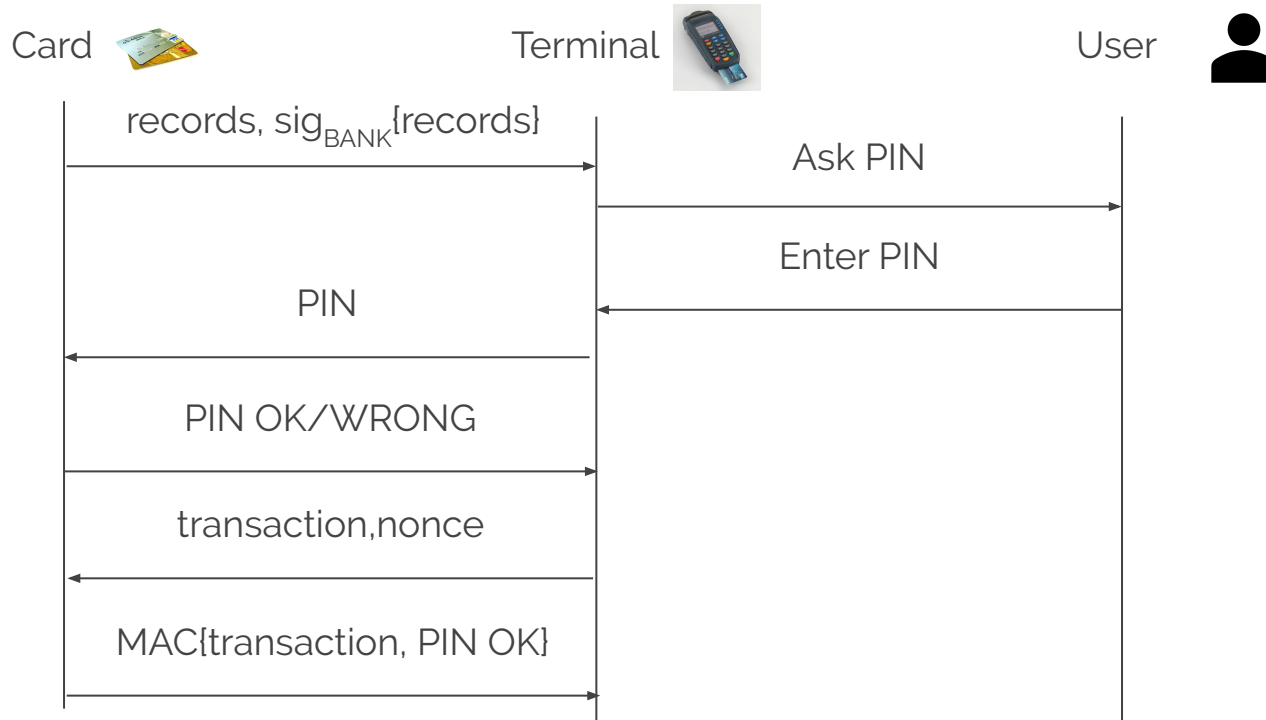 Card
Terminal
User
records, sig_BANK{records}
Ask PIN
Enter PIN
PIN
PIN OK/WRONG
transaction,nonce
MAC{transaction, PIN OK}